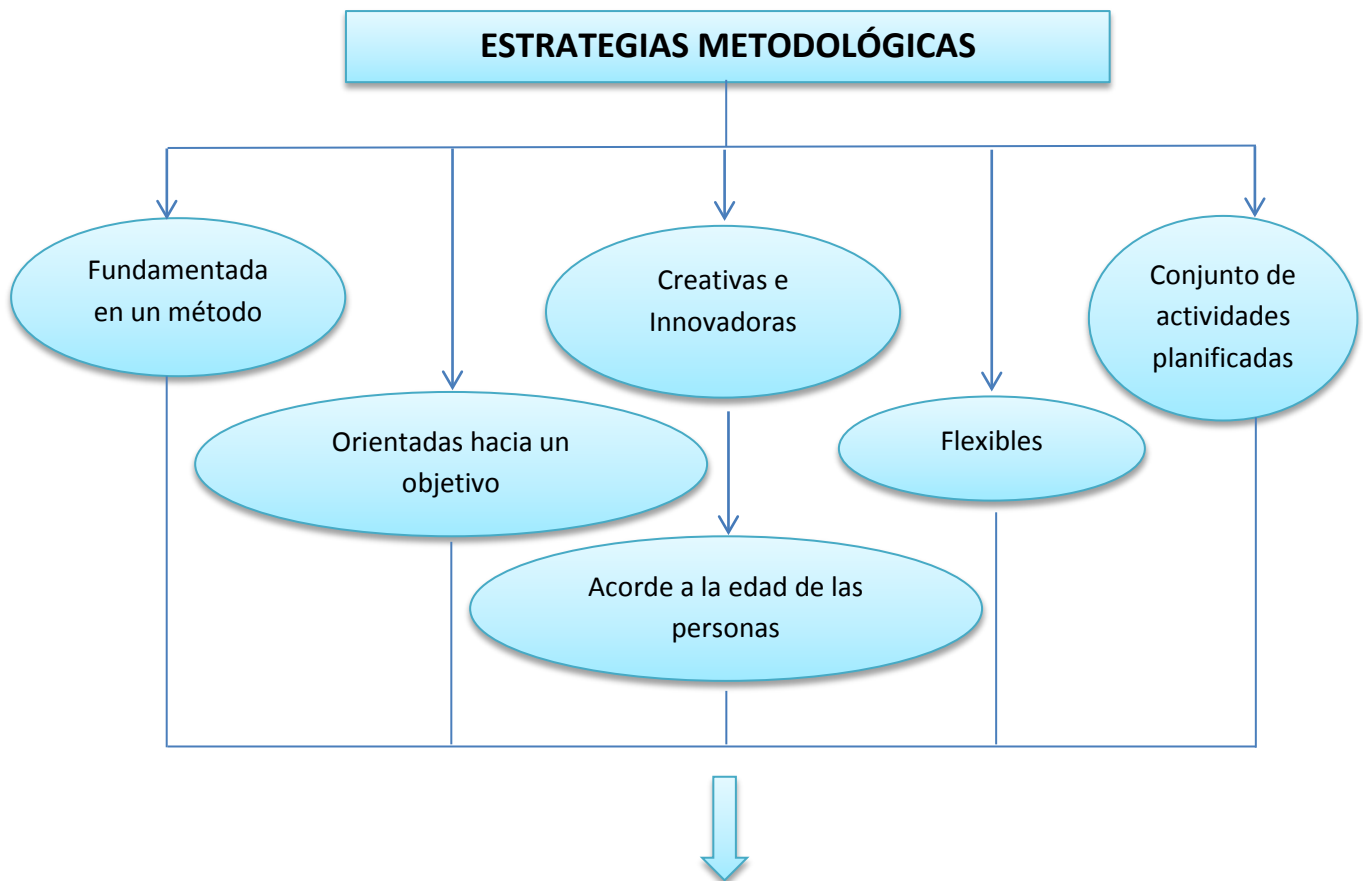 ESTRATEGIAS METODOLÓGICAS
Fundamentada
en un método
Creativas e
Innovadoras
Conjunto de
actividades
planificadas
Orientadas hacia un
objetivo
Flexibles
Acorde a la edad de las
personas